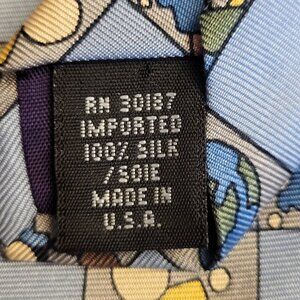 RN 30187
IMPORTED
100% SILK
/SOIE
MADE IN
U.S.A.